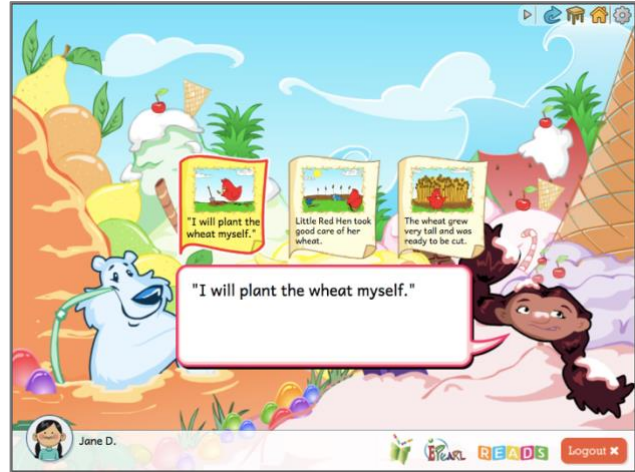 "I will plant the
wheat myself."
Little Red Hen took
good care of her
wheat.
The wheat grew
very tall and was
ready to be cut.
"I will plant the wheat myself."
Jane D.
ePEARL
READS
Logout ✖